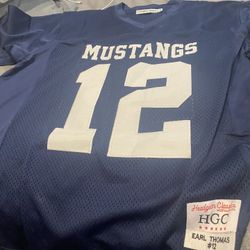 MUSTANGS
12
Headgear Classics
HGC
EARL THOMAS
#12